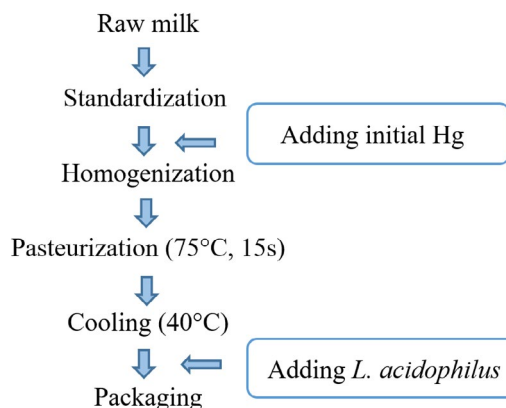 Raw milk
Standardization
Adding initial Hg
Homogenization
Pasteurization (75°C, 15s)
Cooling (40°C)
Adding L. acidophilus
Packaging